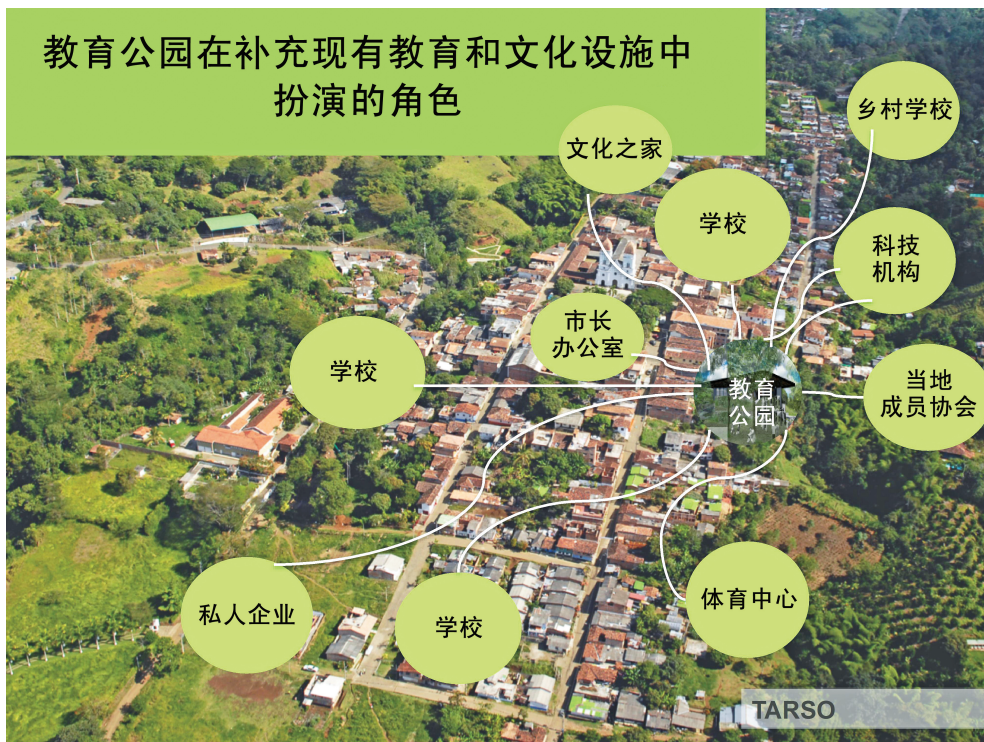 教育公园在补充现有教育和文化设施中
扮演的角色
乡村学校
文化之家
学校
科技
机构
市长
办公室
学校
教育
公园
当地
成员协会
私人企业
学校
体育中心
TARSO